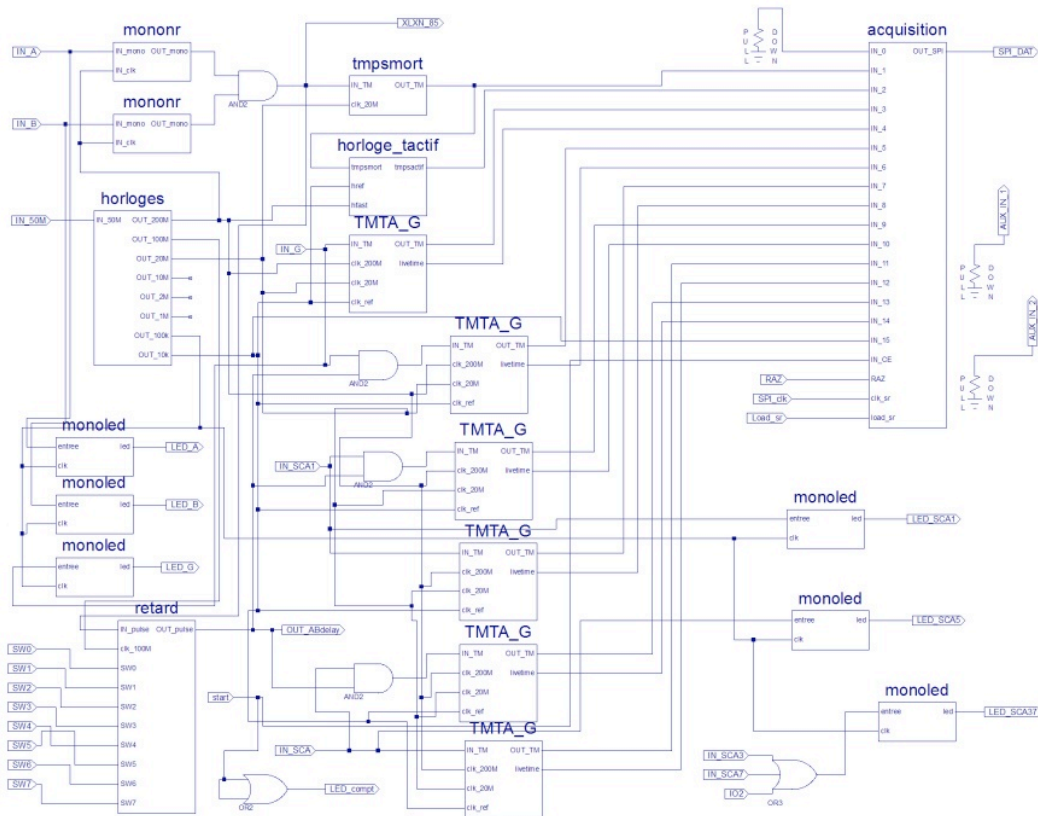 mononr
IN_A
IN_mono OUT_mono
IN_clk
mononr
IN_B
IN_mono OUT_mono
IN_clk
AND2
XLXN_85
tmpsmort
IN_TM OUT_TM
clk_20M
horloge_tactif
tmpsmort tmpsactif
href
hfast
horloges
IN_50M
IN_50M OUT_200M
OUT_100M
OUT_20M
OUT_10M
OUT_2M
OUT_1M
OUT_100k
OUT_10k
TMTA_G
IN_G
IN_TM OUT_TM
clk_200M livetime
clk_20M
clk_ref
TMTA_G
AND2
IN_TM OUT_TM
clk_200M livetime
clk_20M
clk_ref
TMTA_G
IN_SCA1
AND2
IN_TM OUT_TM
clk_200M livetime
clk_20M
clk_ref
TMTA_G
IN_TM OUT_TM
clk_200M livetime
clk_20M
clk_ref
TMTA_G
AND2
IN_TM OUT_TM
clk_200M livetime
clk_20M
clk_ref
TMTA_G
IN_SCA
IN_TM OUT_TM
clk_200M livetime
clk_20M
clk_ref
monoled
entree led
clk
LED_A
monoled
entree led
clk
LED_B
monoled
entree led
clk
LED_G
retard
IN_pulse OUT_pulse
clk_100M
SW0 SW0
SW1 SW1
SW2 SW2
SW3 SW3
SW4 SW4
SW5 SW5
SW6 SW6
SW7 SW7
OUT_ABdelay
start
OR2
LED_compt
PULL DOWN
acquisition
IN_0 OUT_SPI
SPI_DAT
IN_1
IN_2
IN_3
IN_4
IN_5
IN_6
IN_7
IN_8
IN_9
IN_10
IN_11
IN_12
IN_13
IN_14
IN_15
IN_CE
RAZ RAZ
SPI_clk clk_sr
Load_sr load_sr
AUX_IN_1
PULL DOWN
AUX_IN_2
PULL DOWN
monoled
entree led
clk
LED_SCA1
monoled
entree led
clk
LED_SCA5
monoled
entree led
clk
LED_SCA37
IN_SCA3
IN_SCA7
IO2
OR3